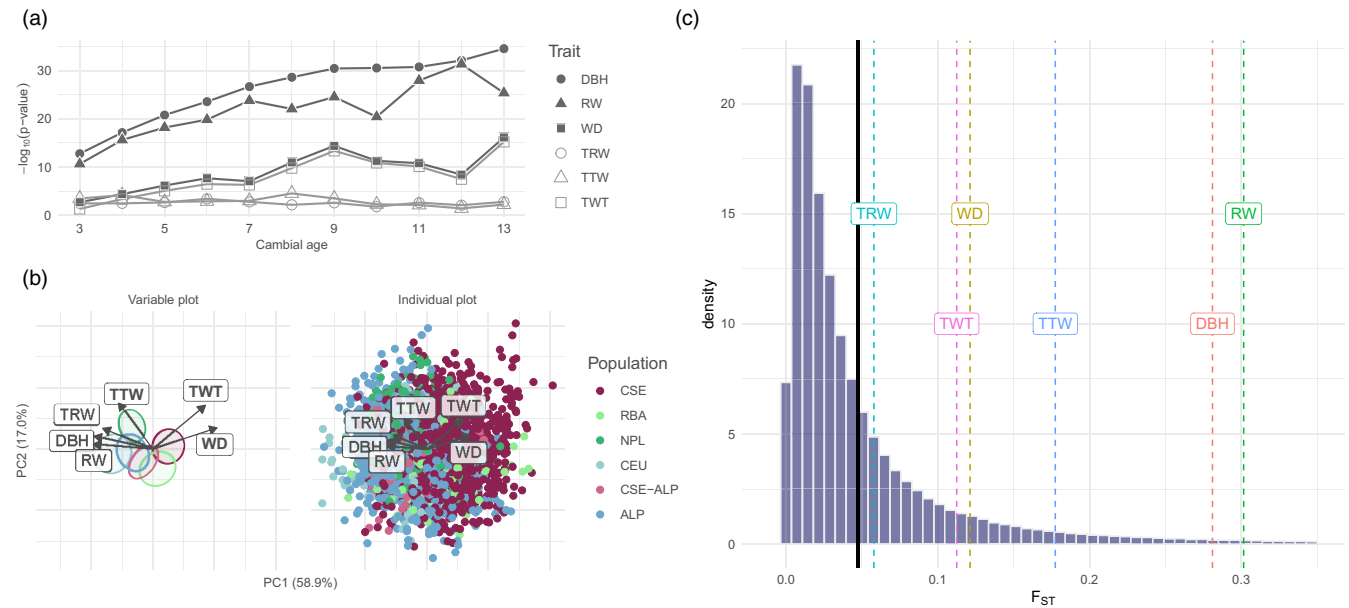 (a)
−log10(p−value)
30
20
10
0
3
5
7
9
11
13
Cambial age
Trait
DBH
RW
WD
TRW
TTW
TWT
(b)
Variable plot
Individual plot
PC2 (17.0%)
TTW
TWT
TRW
DBH
WD
RW
TTW
TWT
TRW
DBH
RW
WD
PC1 (58.9%)
Population
CSE
RBA
NPL
CEU
CSE−ALP
ALP
(c)
density
20
15
10
5
0
TRW
WD
RW
TWT
TTW
DBH
0.0
0.1
0.2
0.3
FST